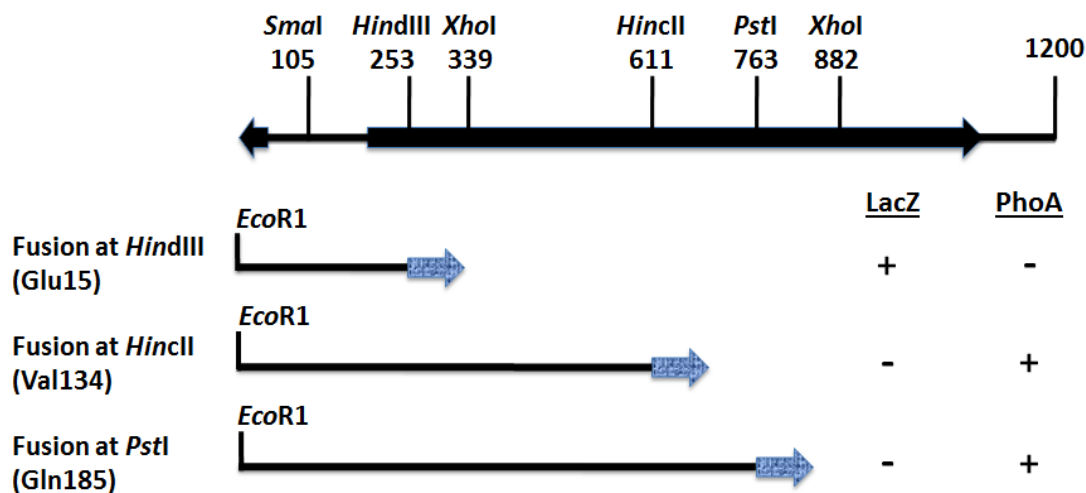 SmaI HindIII XhoI HincII PstI XhoI
105 253 339 611 763 882 1200
LacZ PhoA
EcoR1
Fusion at HindIII
(Glu15)
+ -
EcoR1
Fusion at HincII
(Val134)
- +
EcoR1
Fusion at PstI
(Gln185)
- +